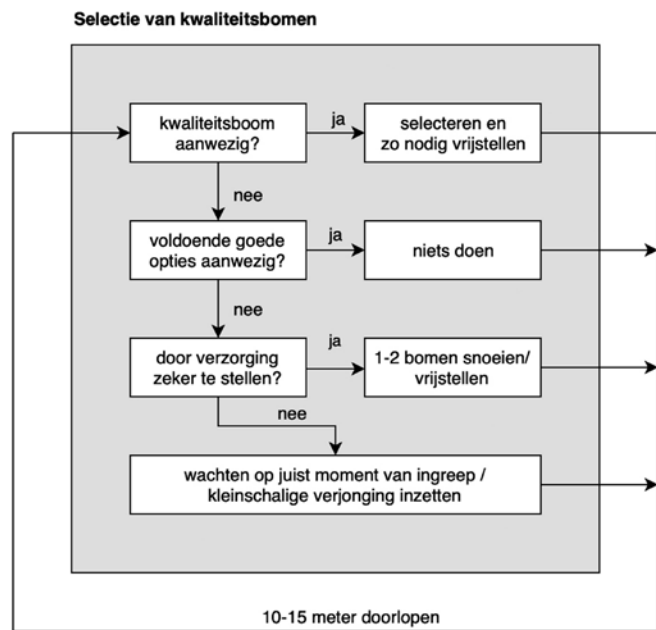 Selectie van kwaliteitsbomen
kwaliteitsboom
aanwezig?
ja
selecteren en
zo nodig vrijstellen
nee
voldoende goede
opties aanwezig?
ja
niets doen
nee
door verzorging
zeker te stellen?
ja
1-2 bomen snoeien/
vrijstellen
nee
wachten op juist moment van ingreep /
kleinschalige verjonging inzetten
10-15 meter doorlopen